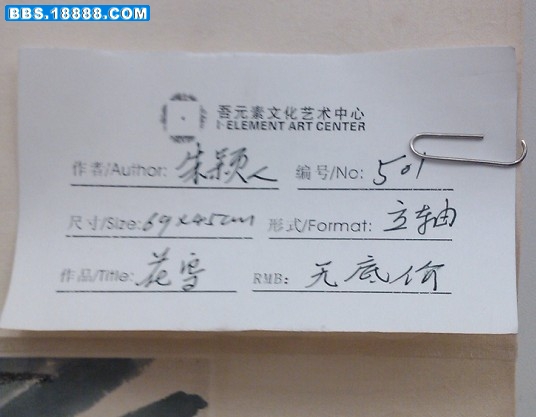 BBS.18888.COM
吾元素文化艺术中心
I-ELEMENT ART CENTER
作者/Author: 朱颖人 编号/No: 501
尺寸/Size: 69x45cm 形式/Format: 立轴
作品/Title: 花鸟 RMB: 无底价